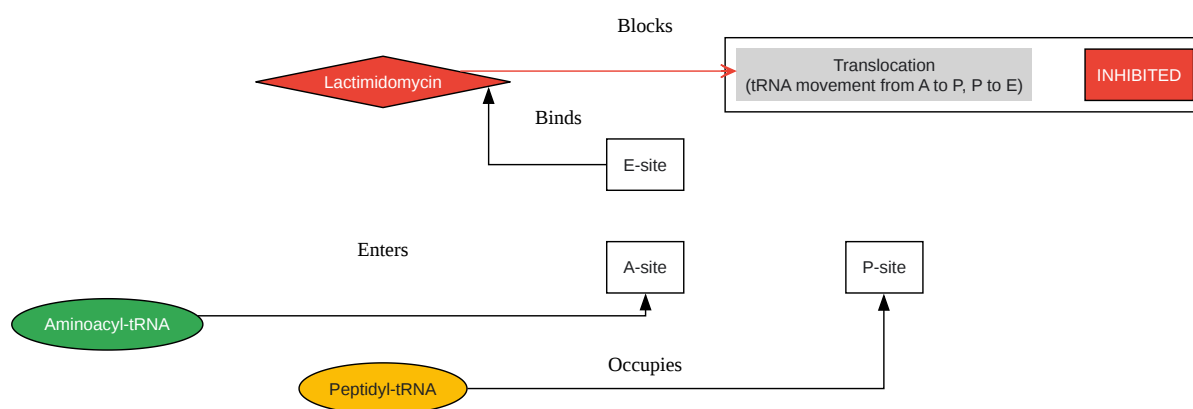 Blocks
Lactimidomycin
Translocation
(tRNA movement from A to P, P to E)
INHIBITED
Binds
E-site
Enters
A-site
P-site
Aminoacyl-tRNA
Occupies
Peptidyl-tRNA